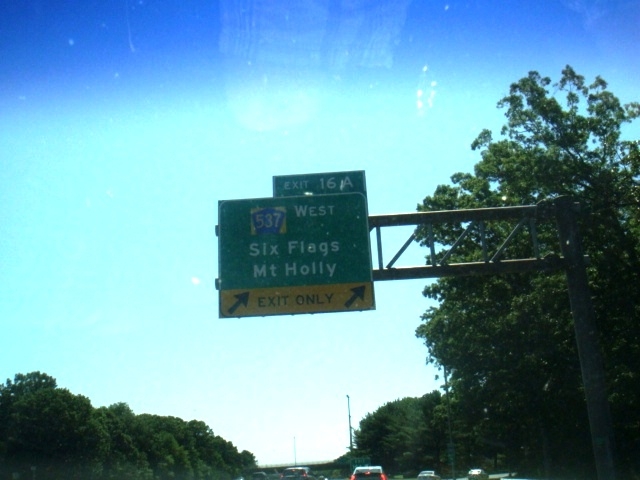 EXIT 16A
537 WEST
Six Flags
Mt Holly
EXIT ONLY